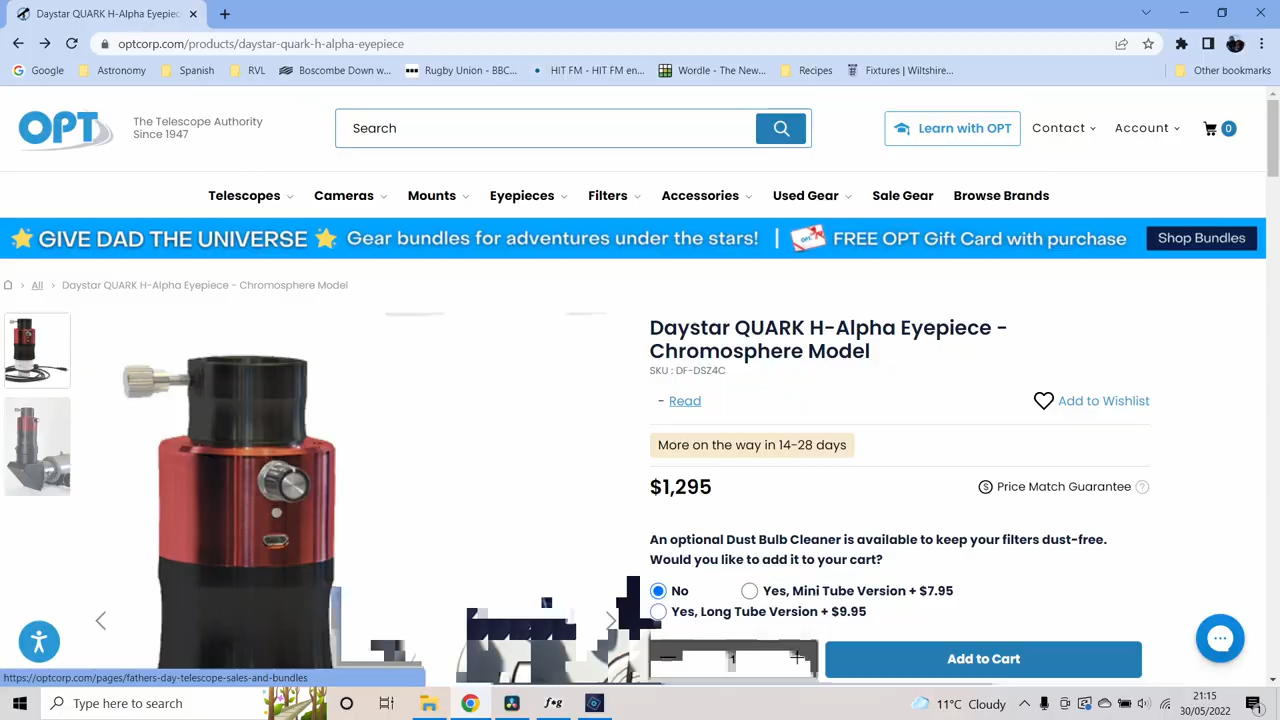 Daystar QUARK H-Alpha Eyepiec
optcorp.com/products/daystar-quark-h-alpha-eyepiece
Google
Astronomy
Spanish
RVL
Boscombe Down w...
Rugby Union - BBC...
HIT FM - HIT FM en...
Wordle - The New...
Recipes
Fixtures | Wiltshire...
Other bookmarks
OPT
The Telescope Authority
Since 1947
Search
Learn with OPT
Contact
Account
0
Telescopes
Cameras
Mounts
Eyepieces
Filters
Accessories
Used Gear
Sale Gear
Browse Brands
GIVE DAD THE UNIVERSE
Gear bundles for adventures under the stars! |
FREE OPT Gift Card with purchase
Shop Bundles
> All > Daystar QUARK H-Alpha Eyepiece - Chromosphere Model
Daystar QUARK H-Alpha Eyepiece -
Chromosphere Model
SKU : DF-DSZ4C
- Read
Add to Wishlist
More on the way in 14-28 days
$1,295
Price Match Guarantee ?
An optional Dust Bulb Cleaner is available to keep your filters dust-free.
Would you like to add it to your cart?
No
Yes, Mini Tube Version + $7.95
Yes, Long Tube Version + $9.95
1
Add to Cart
https://optcorp.com/pages/fathers-day-telescope-sales-and-bundles
Type here to search
f*g
11°C Cloudy
21:15
30/05/2022
1